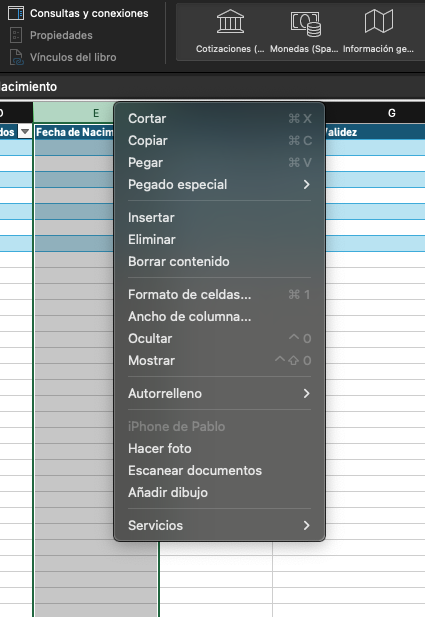 Consultas y conexiones
Propiedades
Vínculos del libro
Cotizaciones (...
Monedas (Spa...
Información ge...
Nacimiento
E
G
dos
Fecha de Nacim
Validez
Cortar ⌘ X
Copiar ⌘ C
Pegar ⌘ V
Pegado especial
Insertar
Eliminar
Borrar contenido
Formato de celdas... ⌘ 1
Ancho de columna...
Ocultar ^ 0
Mostrar ^ ⇧ 0
Autorrelleno
iPhone de Pablo
Hacer foto
Escanear documentos
Añadir dibujo
Servicios